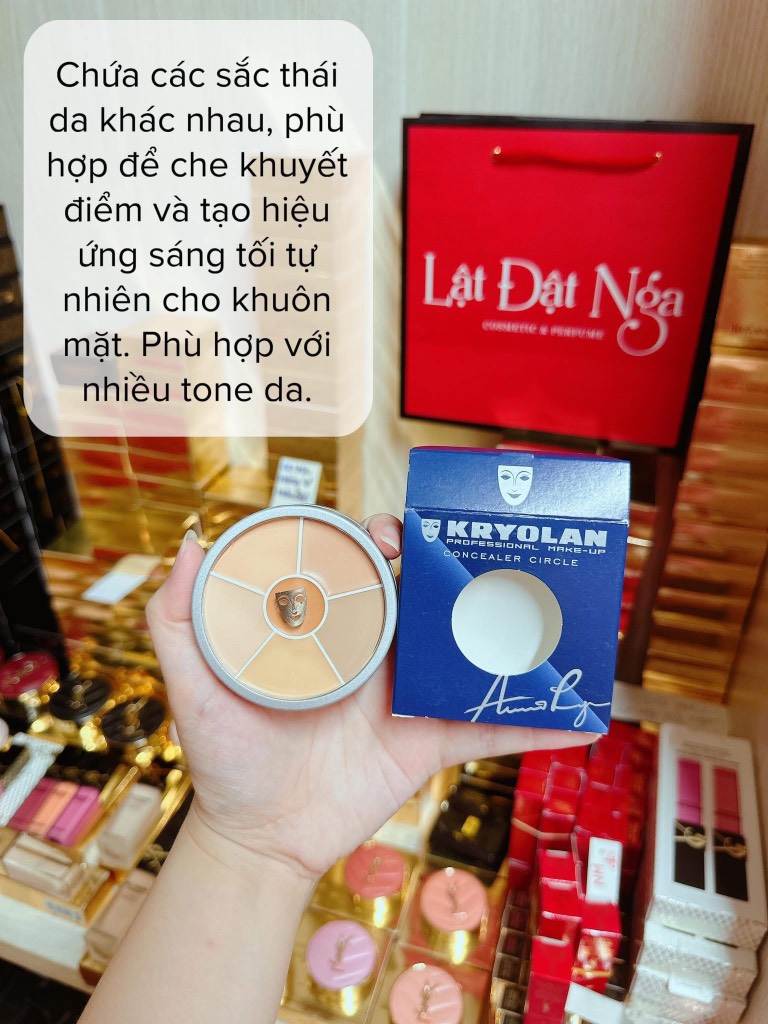 Chứa các sắc thái
da khác nhau, phù
hợp để che khuyết
điểm và tạo hiệu
ứng sáng tối tự
nhiên cho khuôn
mặt. Phù hợp với
nhiều tone da.
Lật Đật Nga
COSMETIC & PERFUME
KRYOLAN
PROFESSIONAL MAKE-UP
CONCEALER CIRCLE